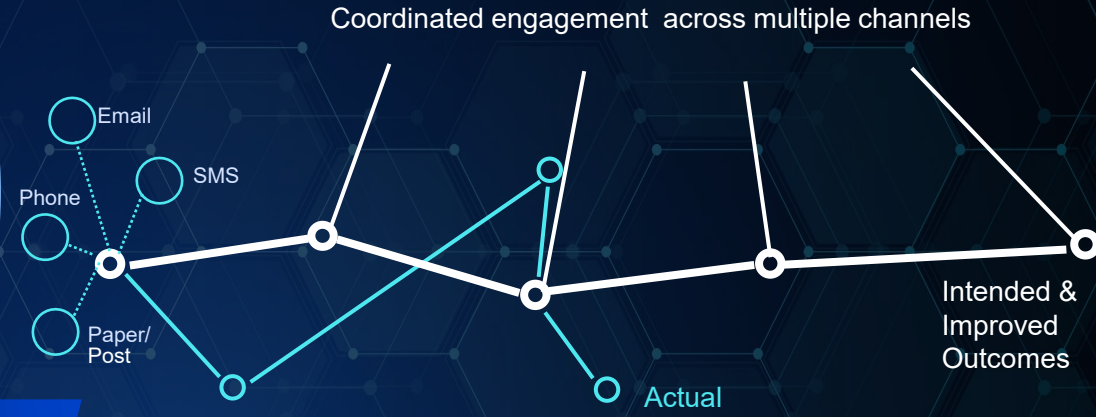 Coordinated engagement across multiple channels
Email
SMS
Phone
Paper/
Post
Intended &
Improved
Outcomes
Actual